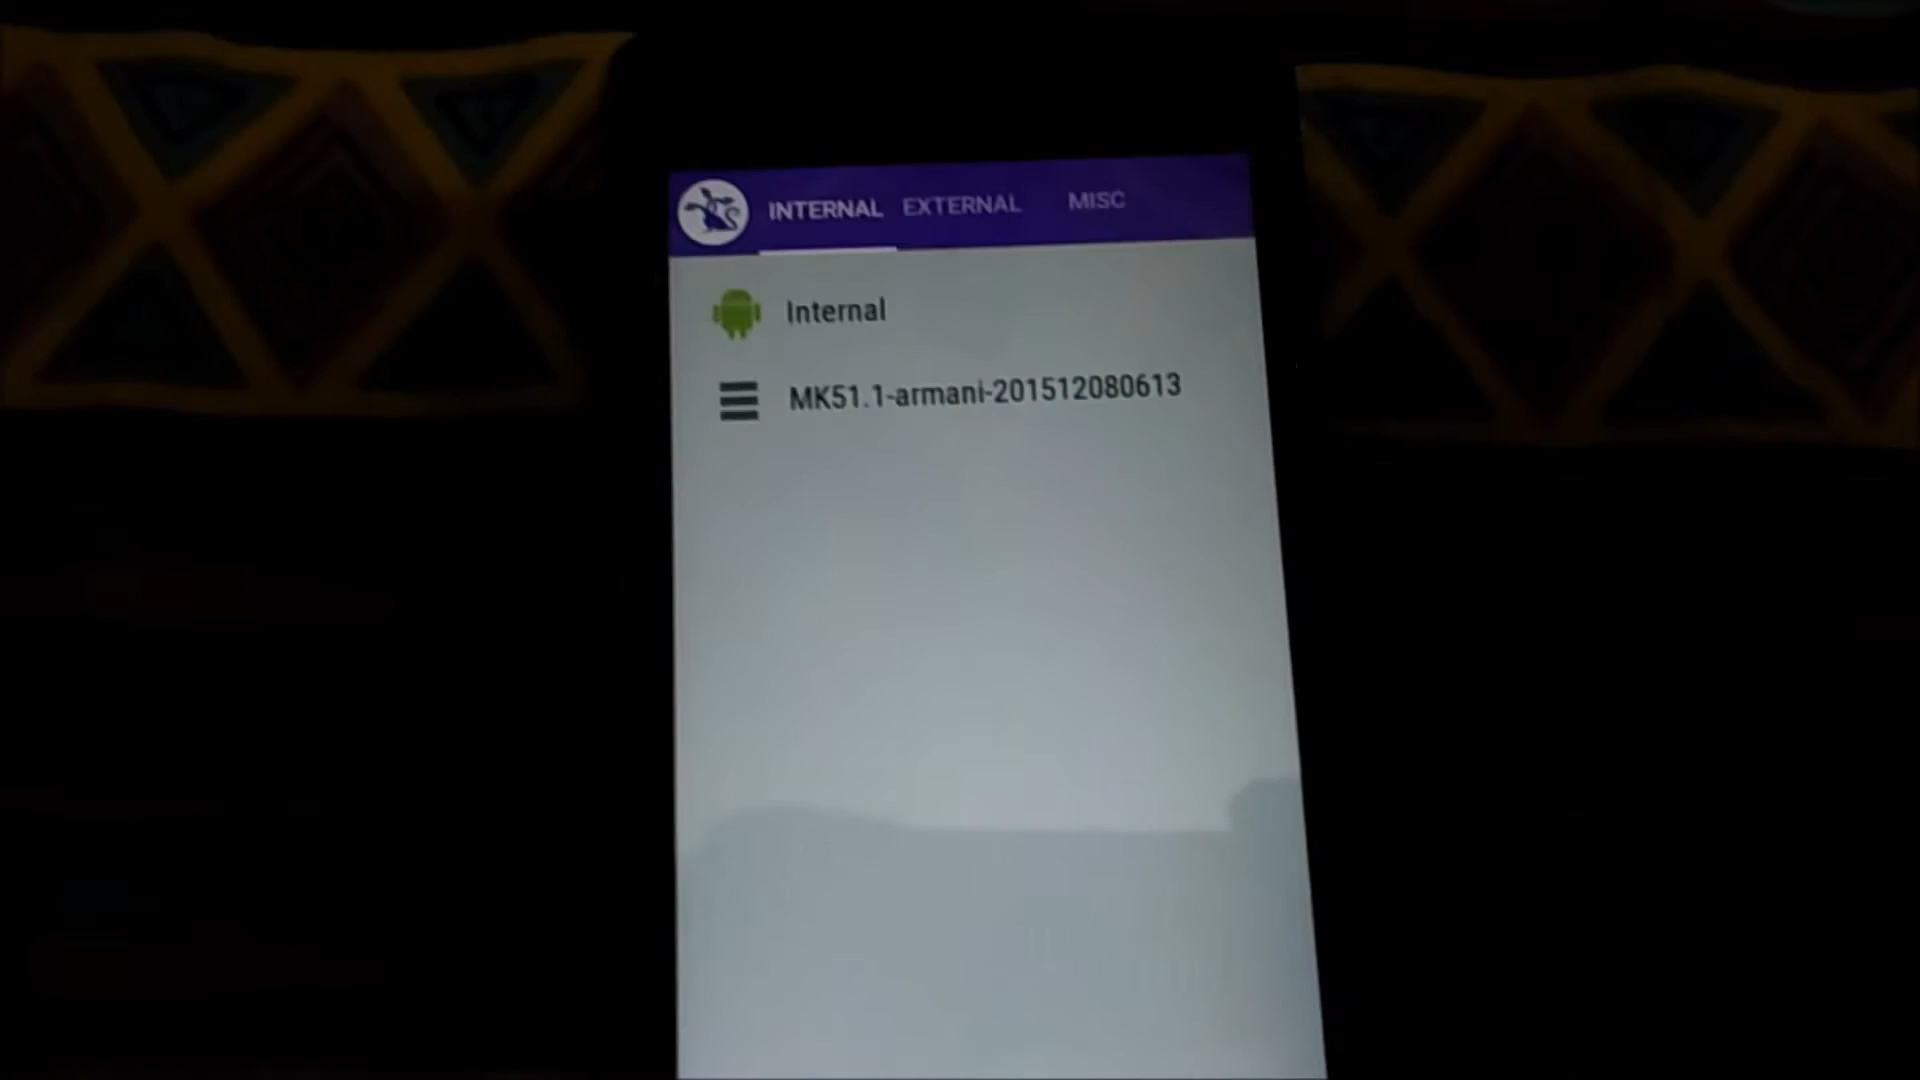 INTERNAL EXTERNAL MISC
Internal
MK51.1-armani-201512080613